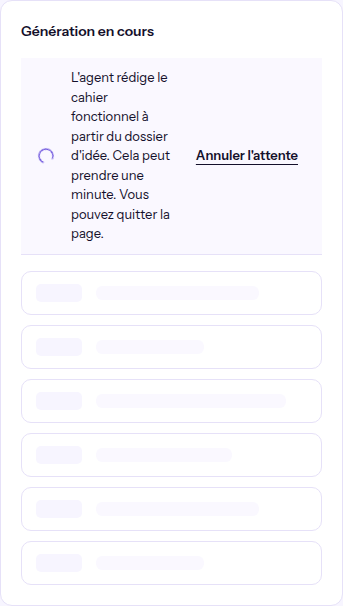 Génération en cours
L'agent rédige le
cahier
fonctionnel à
partir du dossier
d'idée. Cela peut
prendre une
minute. Vous
pouvez quitter la
page.
Annuler l'attente